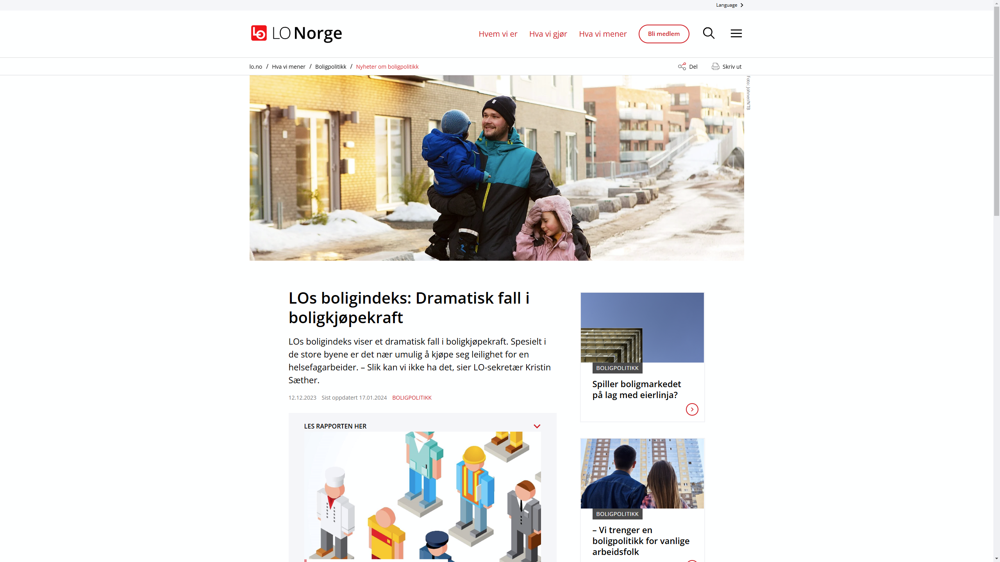 Language
LO Norge
Hvem vi er
Hva vi gjør
Hva vi mener
Bli medlem
lo.no / Hva vi mener / Boligpolitikk / Nyheter om boligpolitikk
Del
Skriv ut
Foto: Johner/NTB
LOs boligindeks: Dramatisk fall i
boligkjøpekraft
LOs boligindeks viser et dramatisk fall i boligkjøpekraft. Spesielt i
de store byene er det nær umulig å kjøpe seg leilighet for en
helsefagarbeider. – Slik kan vi ikke ha det, sier LO-sekretær Kristin
Sæther.
12.12.2023 Sist oppdatert 17.01.2024 BOLIGPOLITIKK
LES RAPPORTEN HER
BOLIGPOLITIKK
Spiller boligmarkedet
på lag med eierlinja?
BOLIGPOLITIKK
– Vi trenger en
boligpolitikk for vanlige
arbeidsfolk